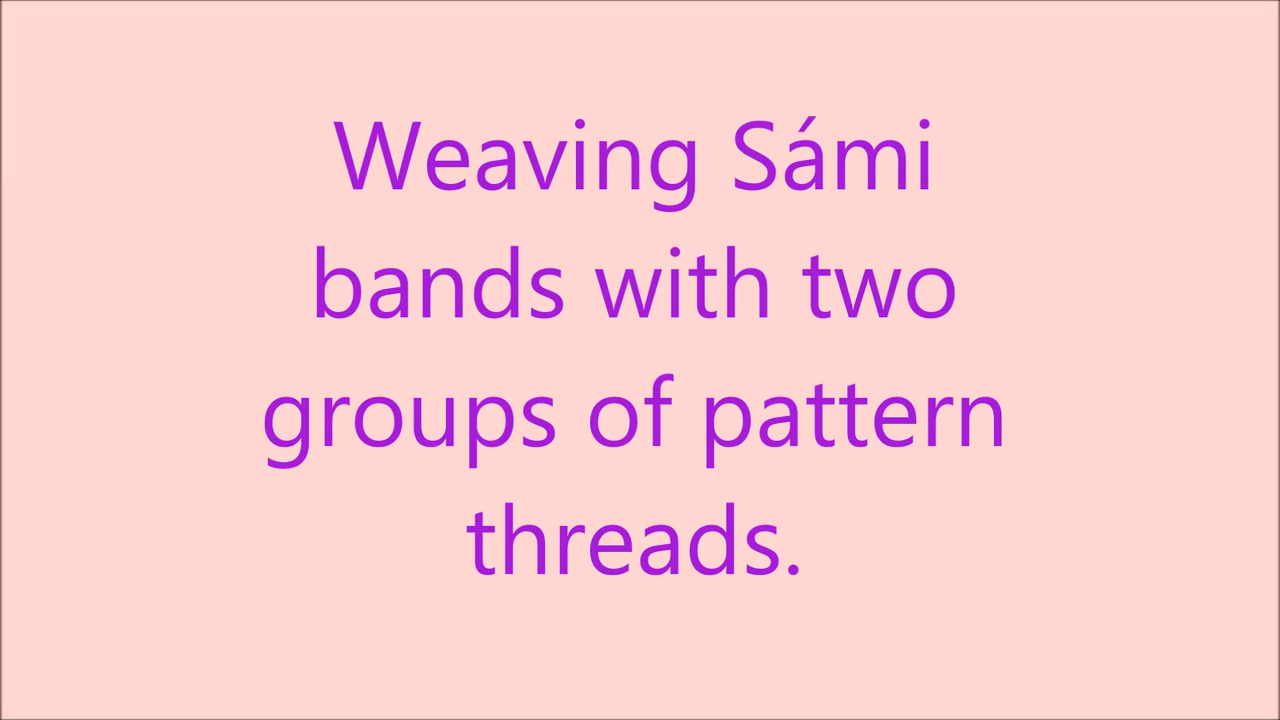 Weaving Sámi
bands with two
groups of pattern
threads.